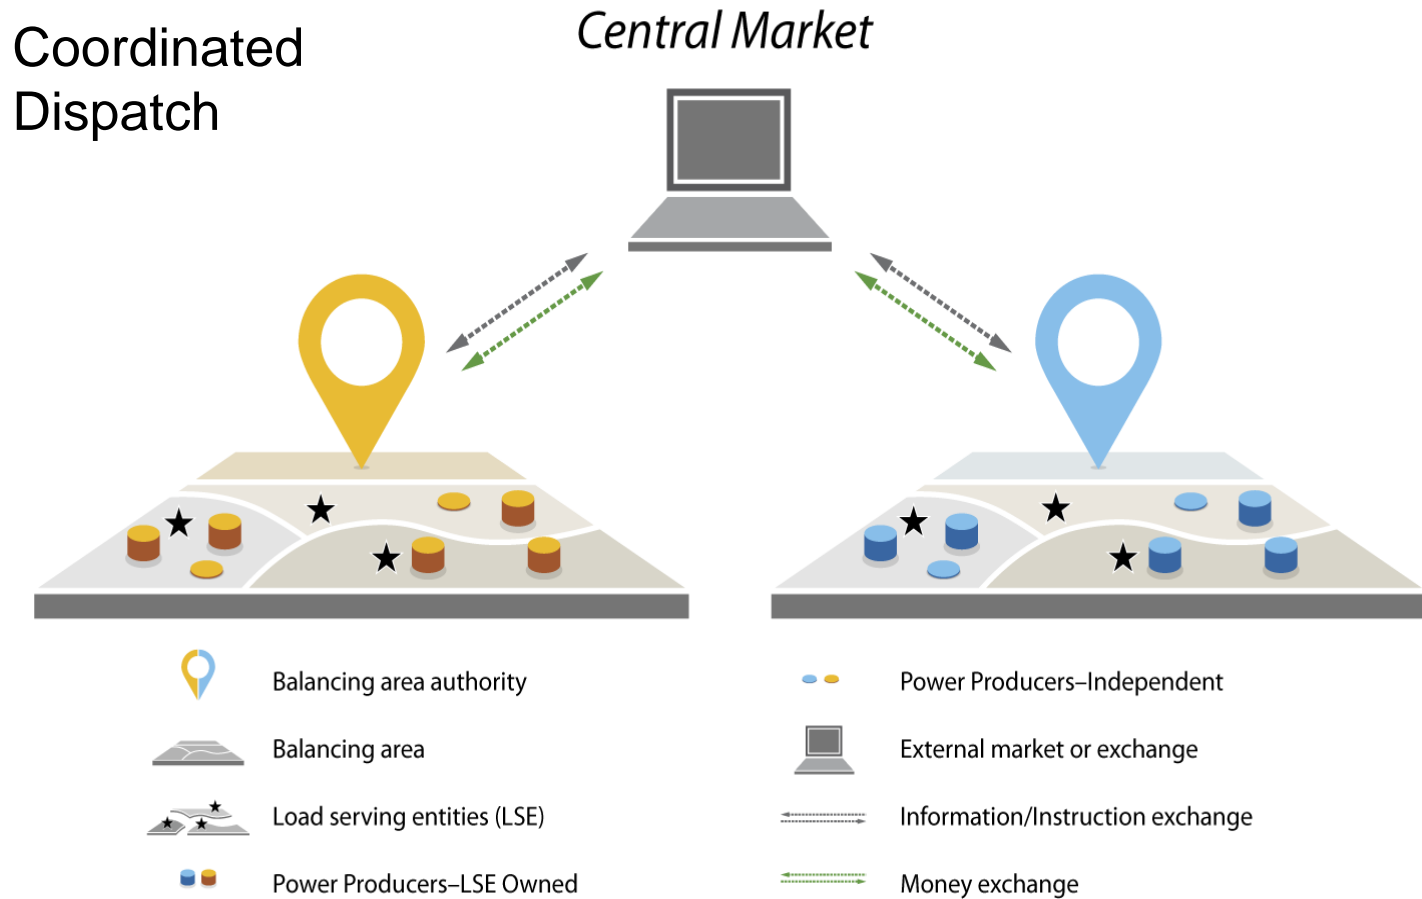 Coordinated
Dispatch
Central Market
Balancing area authority
Balancing area
Load serving entities (LSE)
Power Producers–LSE Owned
Power Producers–Independent
External market or exchange
Information/Instruction exchange
Money exchange